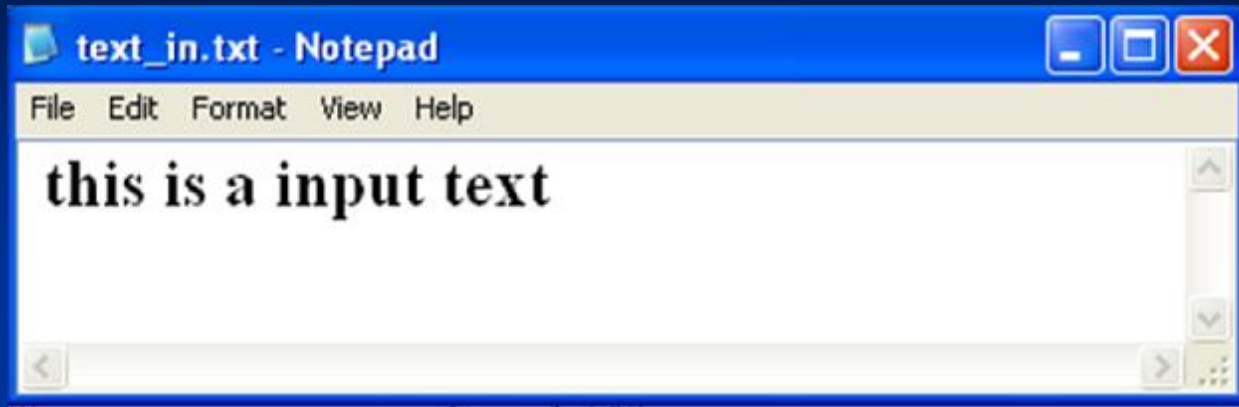 text_in.txt - Notepad
File Edit Format View Help
this is a input text